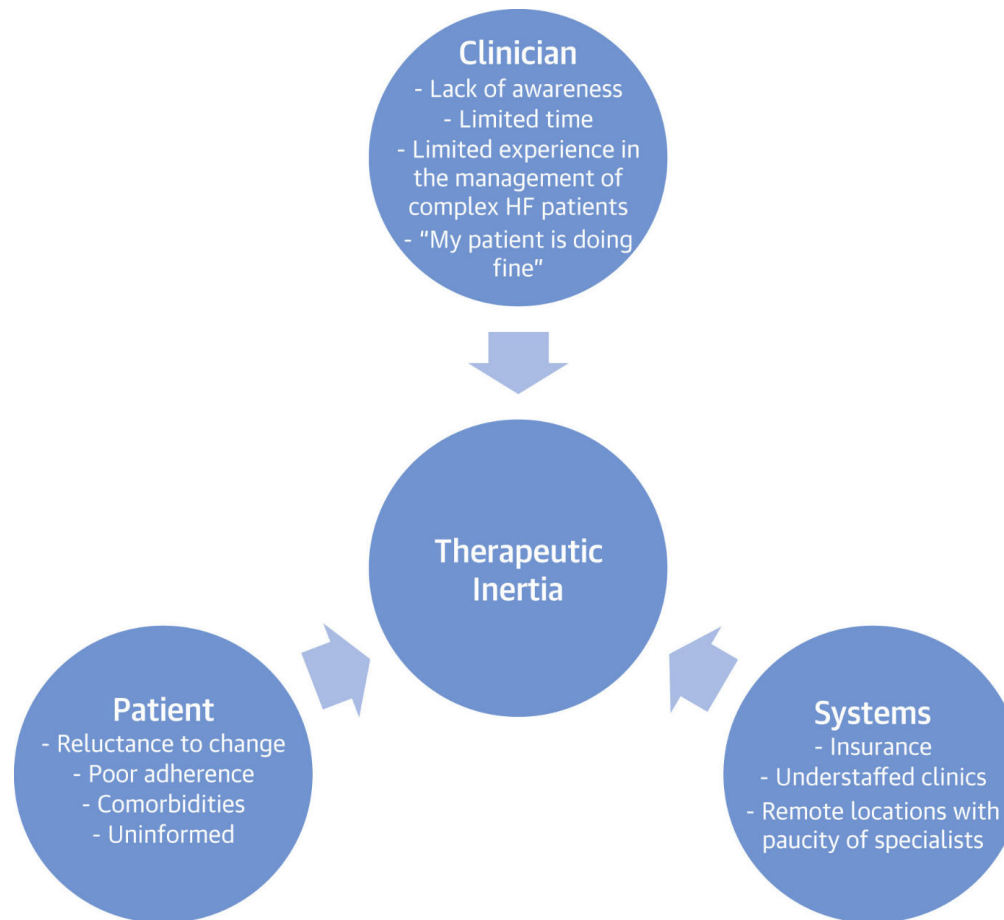 Clinician
- Lack of awareness
- Limited time
- Limited experience in
the management of
complex HF patients
- “My patient is doing
fine”
Therapeutic
Inertia
Patient
- Reluctance to change
- Poor adherence
- Comorbidities
- Uninformed
Systems
- Insurance
- Understaffed clinics
- Remote locations with
paucity of specialists